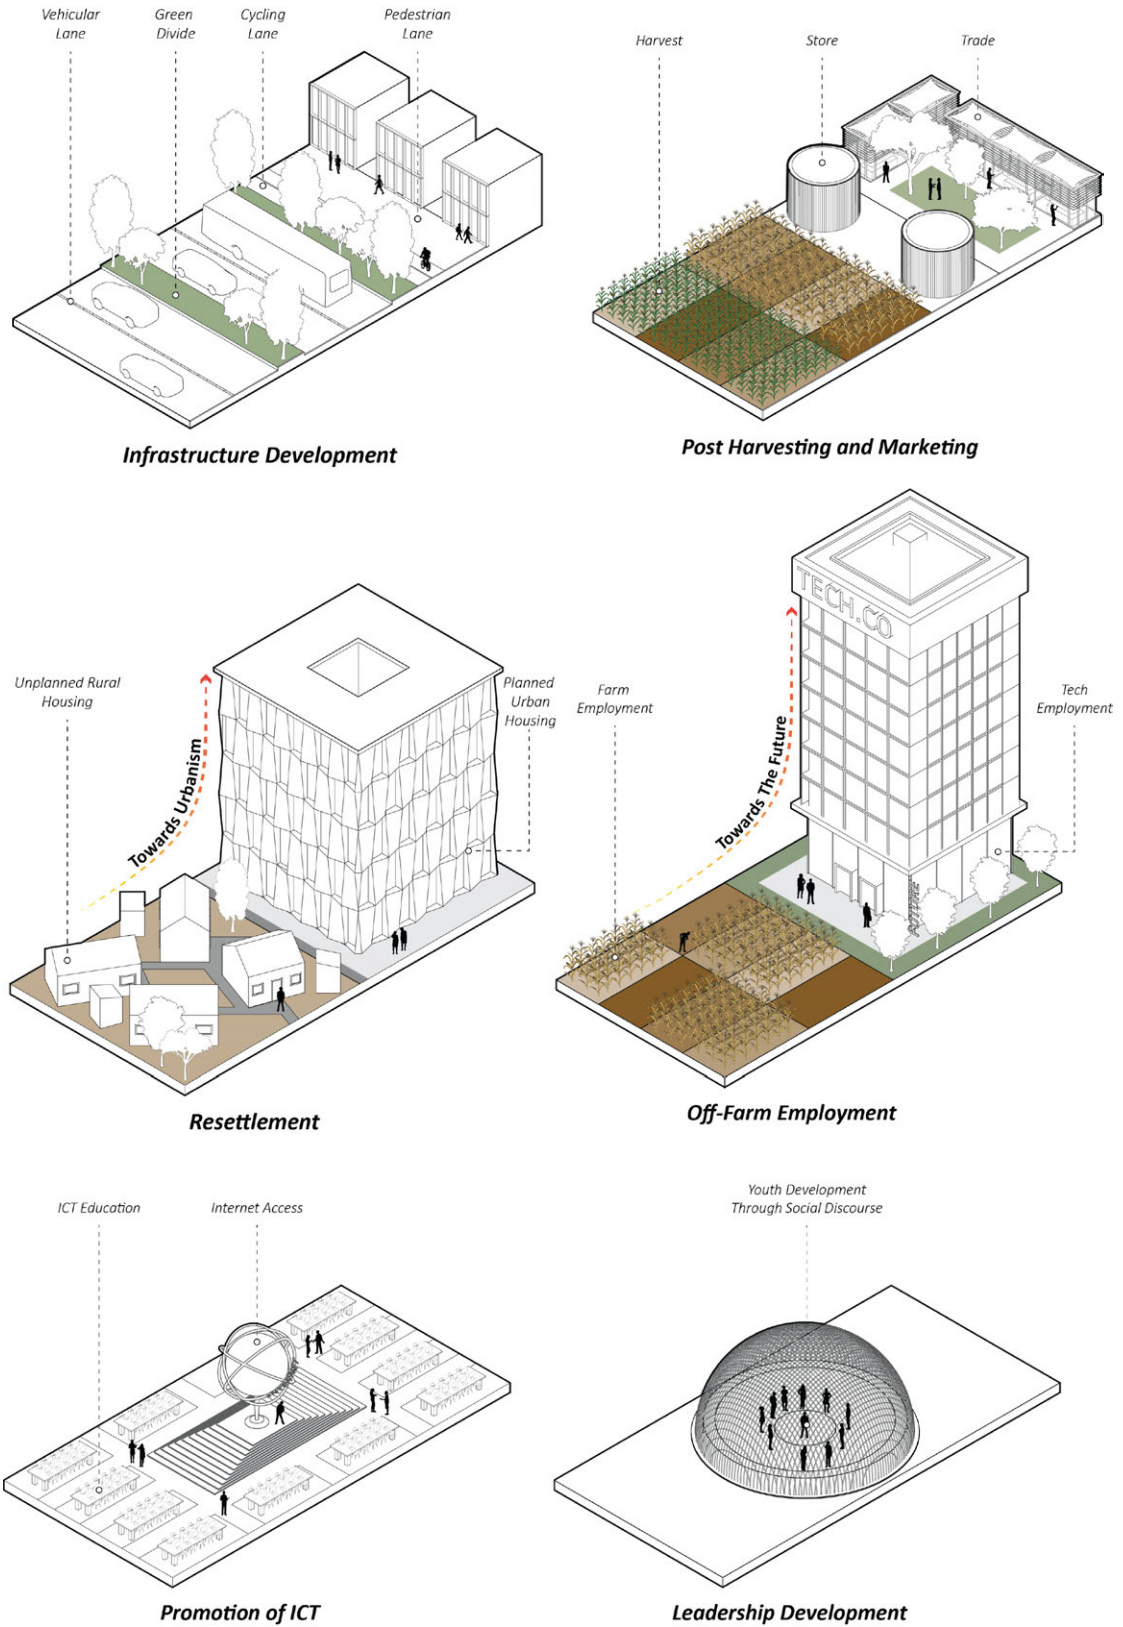 Vehicular
Lane
Green
Divide
Cycling
Lane
Pedestrian
Lane
Infrastructure Development
Harvest
Store
Trade
Post Harvesting and Marketing
Unplanned Rural
Housing
Towards Urbanism
Planned
Urban
Housing
Resettlement
Farm
Employment
Towards The Future
TECH.CO
Tech
Employment
Off-Farm Employment
ICT Education
Internet Access
Promotion of ICT
Youth Development
Through Social Discourse
Leadership Development